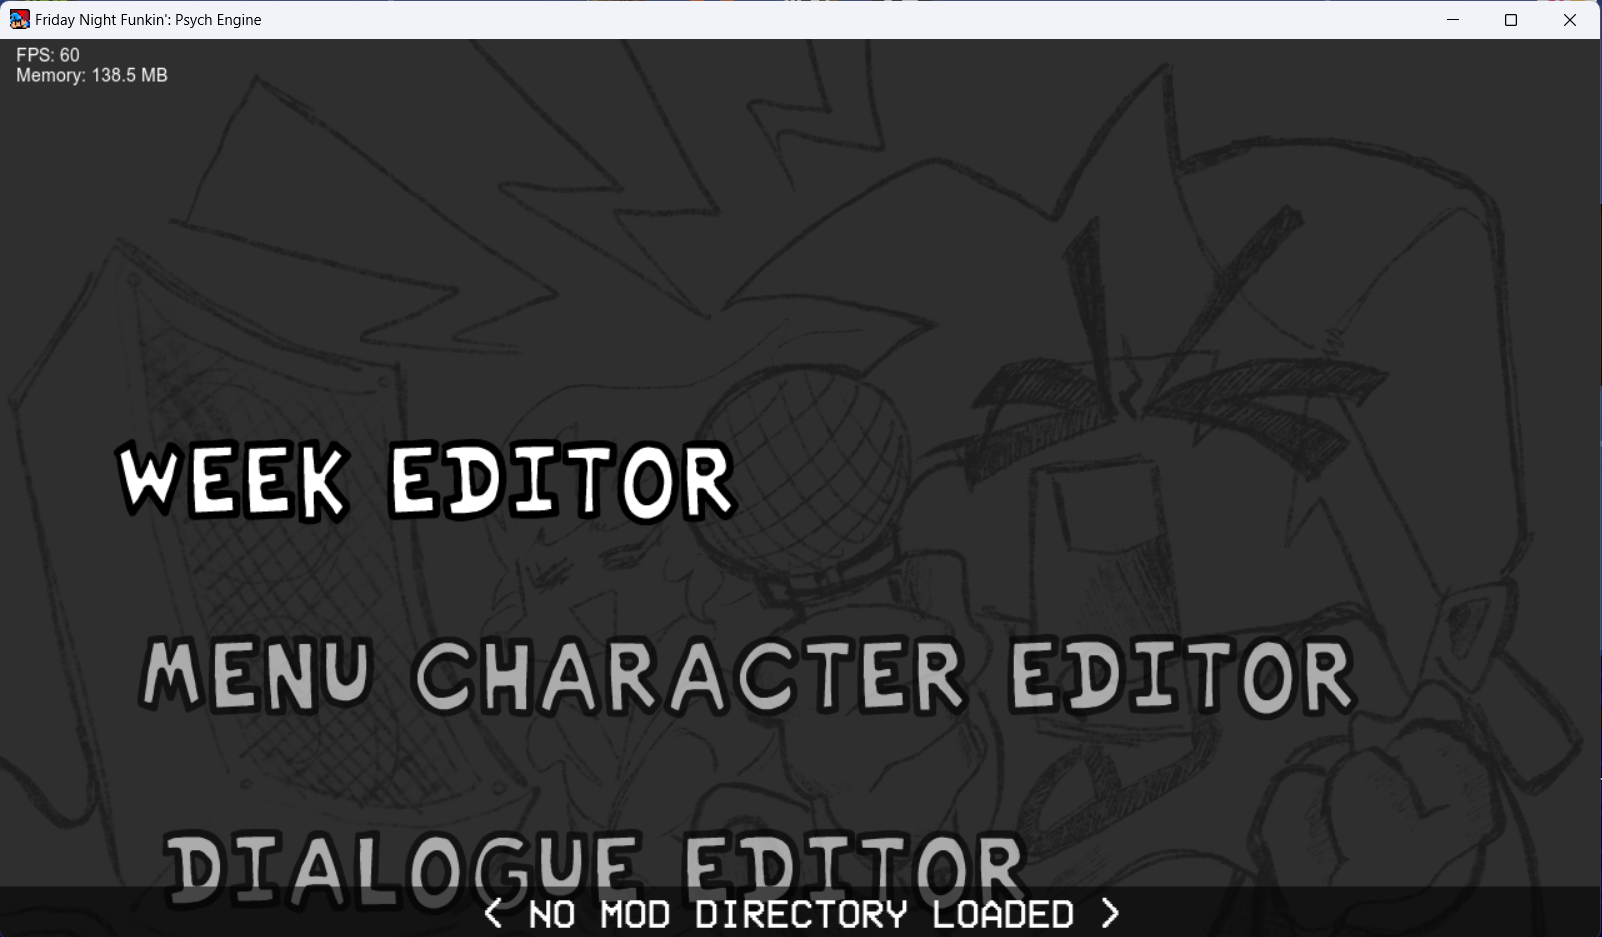 Friday Night Funkin': Psych Engine
FPS: 60
Memory: 138.5 MB
WEEK EDITOR
MENU CHARACTER EDITOR
DIALOGUE EDITOR
< NO MOD DIRECTORY LOADED >